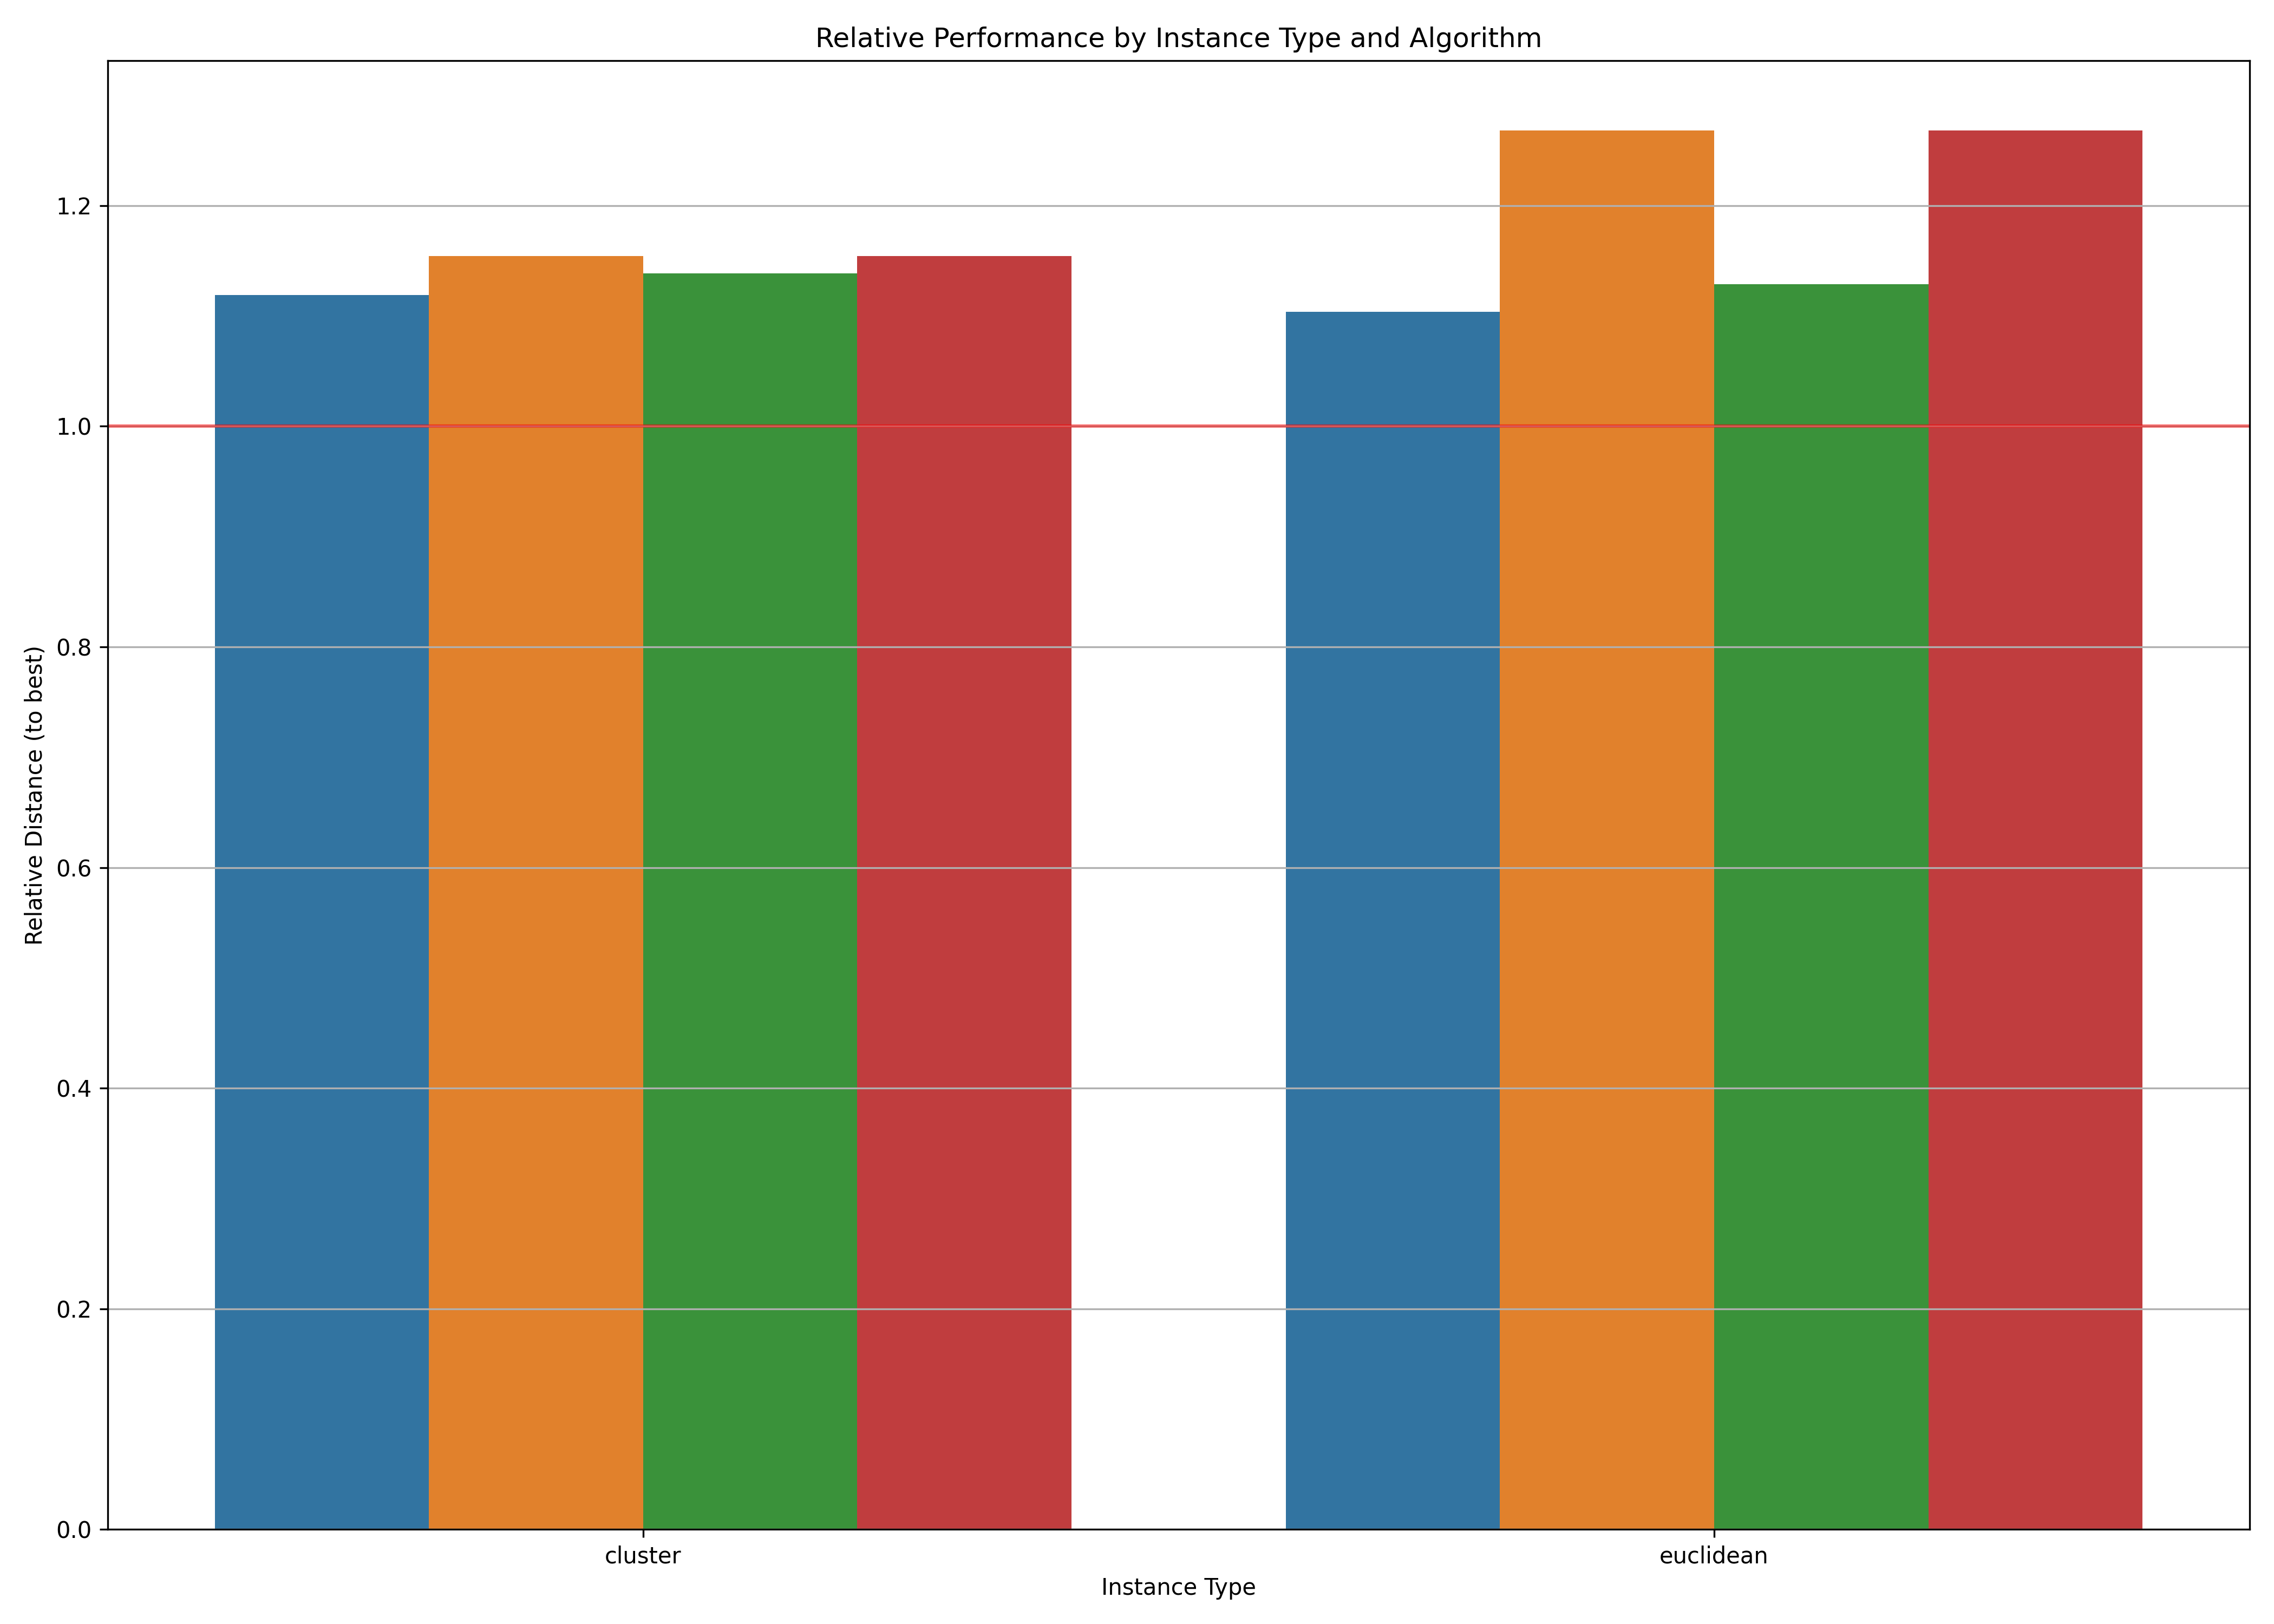 Relative Performance by Instance Type and Algorithm
Relative Distance (to best)
1.2
1.0
0.8
0.6
0.4
0.2
0.0
cluster
euclidean
Instance Type